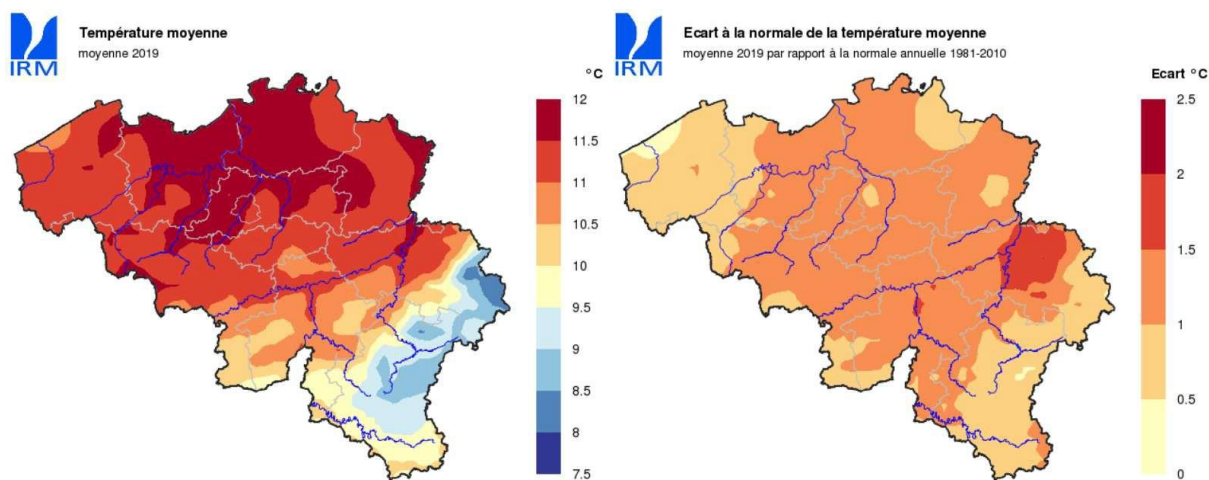 IRM
Température moyenne
moyenne 2019
°C
12
11.5
11
10.5
10
9.5
9
8.5
8
7.5
IRM
Ecart à la normale de la température moyenne
moyenne 2019 par rapport à la normale annuelle 1981-2010
Ecart °C
2.5
2
1.5
1
0.5
0